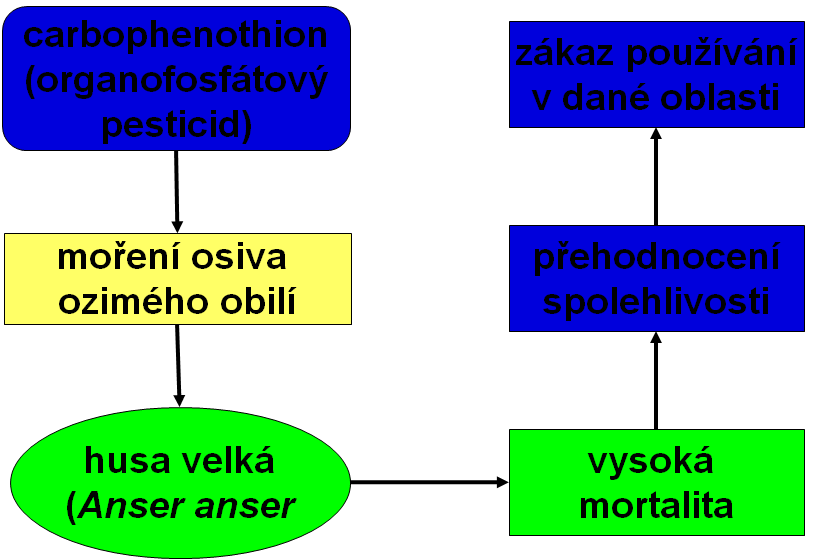 carbophenothion
(organofosfátový
pesticid)
moření osiva
ozimého obilí
husa velká
(Anser anser
vysoká
mortalita
přehodnocení
spolehlivosti
zákaz používání
v dané oblasti